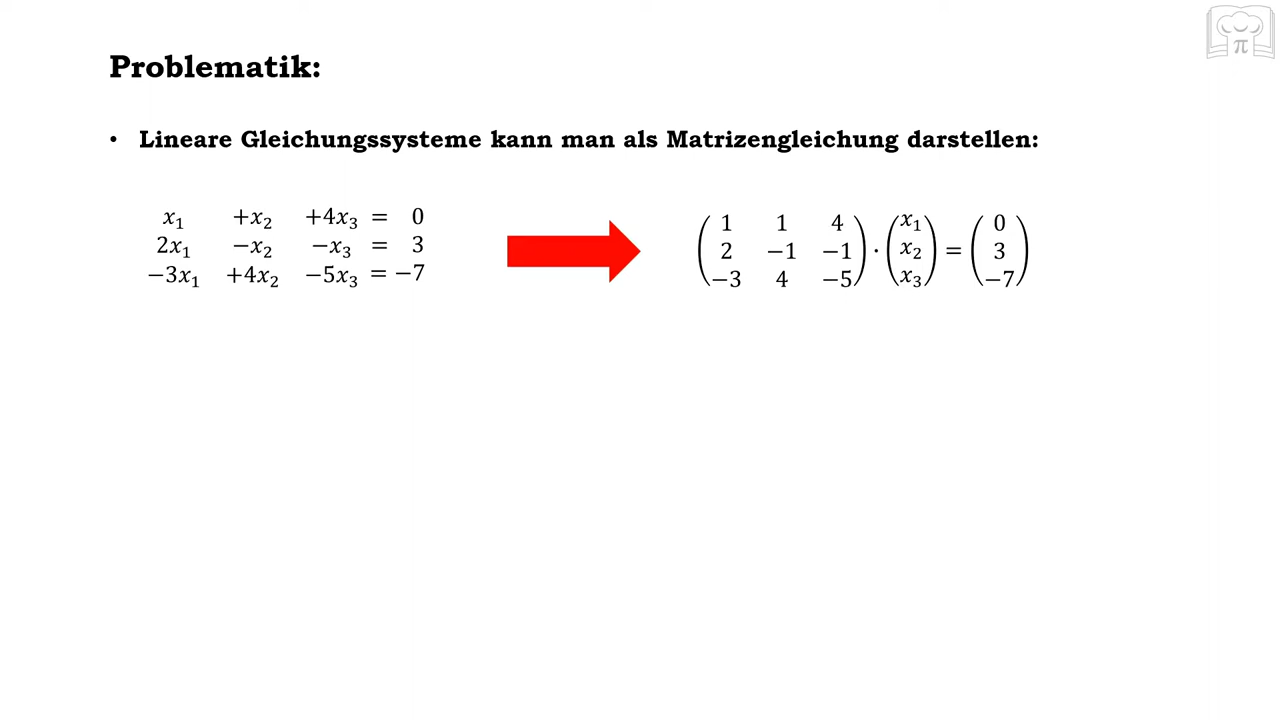 Problematik:
• Lineare Gleichungssysteme kann man als Matrizengleichung darstellen:
x₁ +x₂ +4x₃ = 0
2x₁ −x₂ −x₃ = 3
−3x₁ +4x₂ −5x₃ = −7
( 1 1 4 ) ( x₁ ) ( 0 )
( 2 −1 −1 ) · ( x₂ ) = ( 3 )
( −3 4 −5 ) ( x₃ ) ( −7 )
π